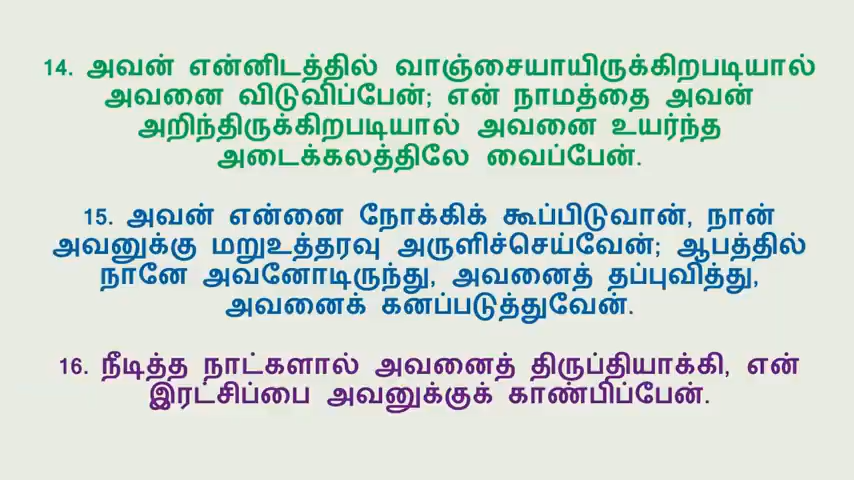 14. அவன் என்னிடத்தில் வாஞ்சையாயிருக்கிறபடியால்
அவனை விடுவிப்பேன்; என் நாமத்தை அவன்
அறிந்திருக்கிறபடியால் அவனை உயர்ந்த
அடைக்கலத்திலே வைப்பேன்.
15. அவன் என்னை நோக்கிக் கூப்பிடுவான், நான்
அவனுக்கு மறுஉத்தரவு அருளிச்செய்வேன்; ஆபத்தில்
நானே அவனோடிருந்து, அவனைத் தப்புவித்து,
அவனைக் கனப்படுத்துவேன்.
16. நீடித்த நாட்களால் அவனைத் திருப்தியாக்கி, என்
இரட்சிப்பை அவனுக்குக் காண்பிப்பேன்.